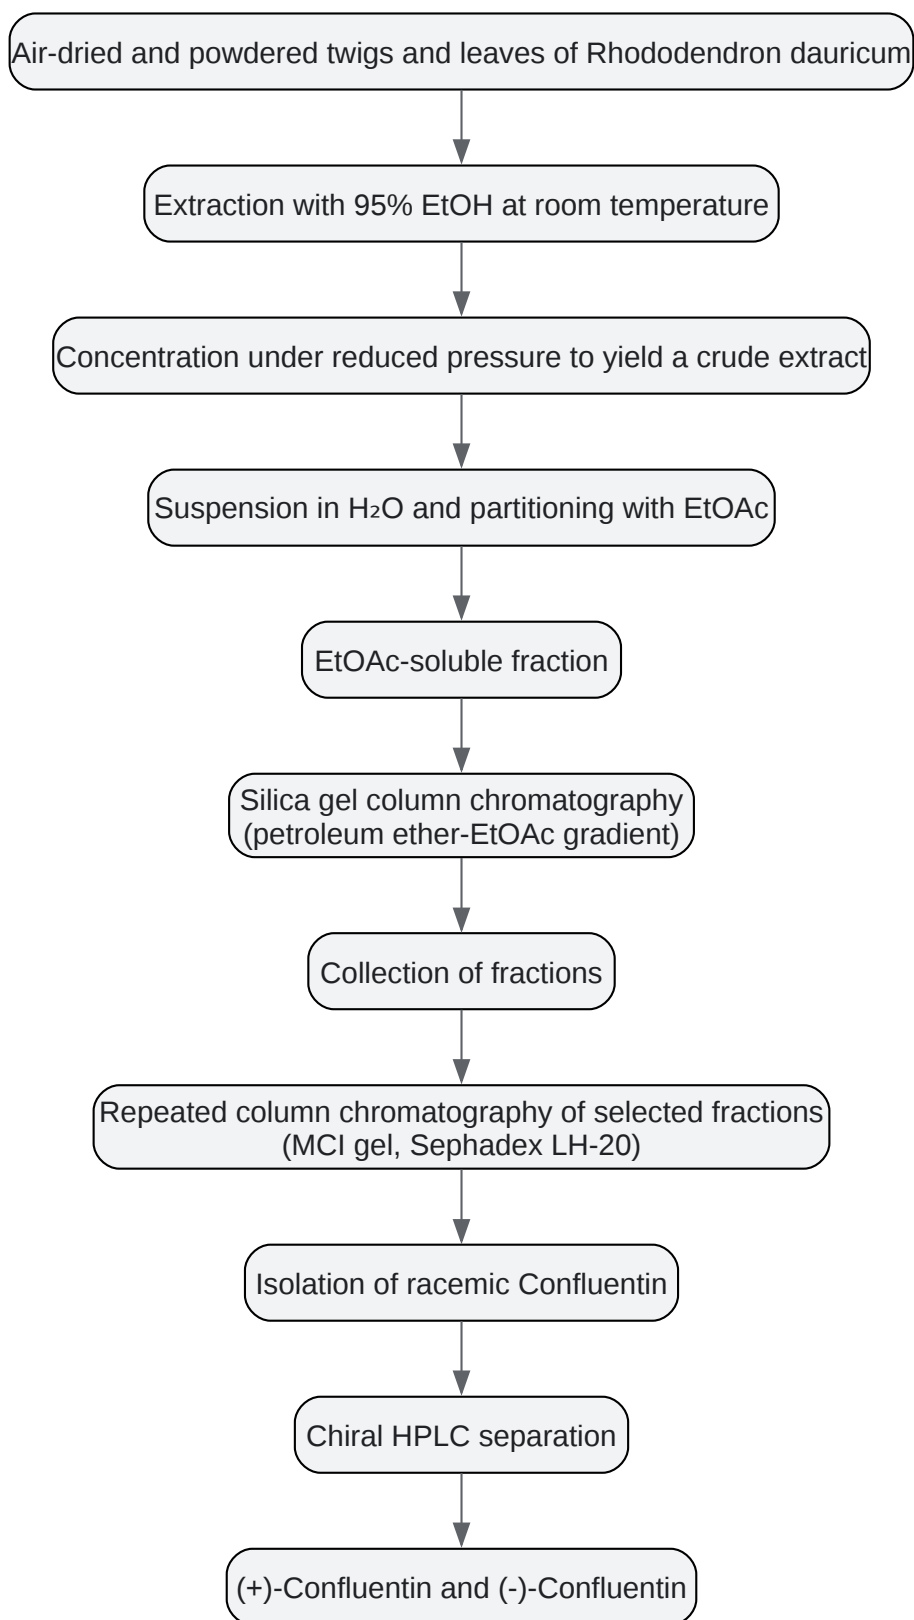 Air-dried and powdered twigs and leaves of Rhododendron dauricum
Extraction with 95% EtOH at room temperature
Concentration under reduced pressure to yield a crude extract
Suspension in H₂O and partitioning with EtOAc
EtOAc-soluble fraction
Silica gel column chromatography
(petroleum ether-EtOAc gradient)
Collection of fractions
Repeated column chromatography of selected fractions
(MCI gel, Sephadex LH-20)
Isolation of racemic Confluentin
Chiral HPLC separation
(+)-Confluentin and (-)-Confluentin